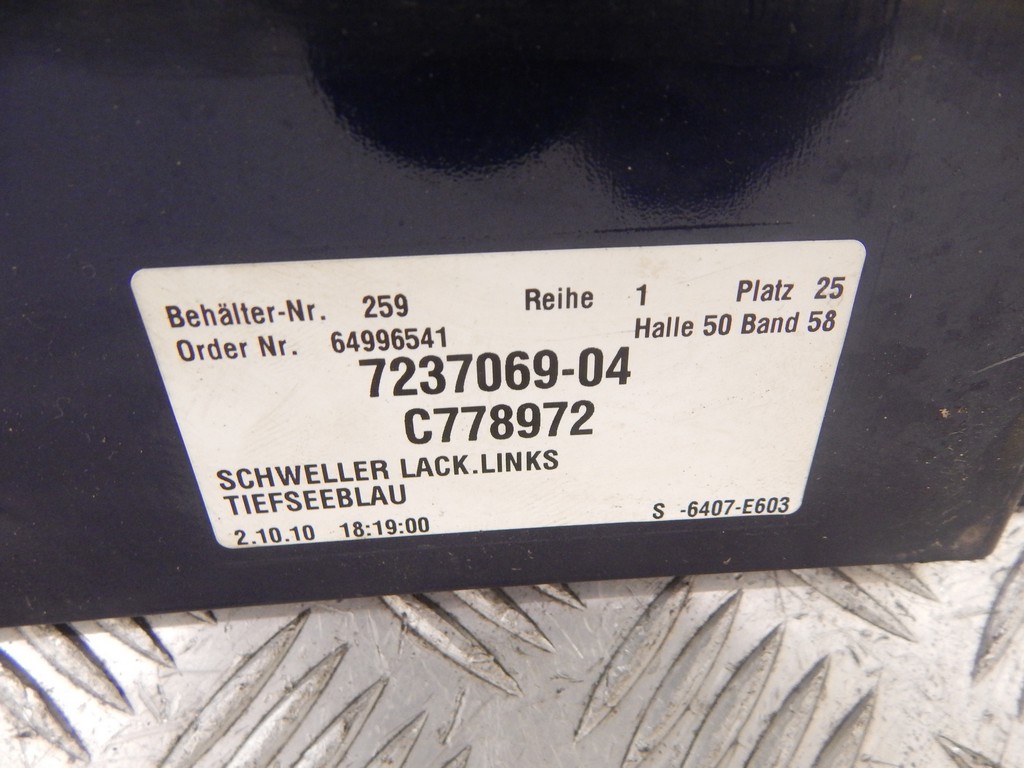 Behälter-Nr. 259 Reihe 1 Platz 25
Order Nr. 64996541 Halle 50 Band 58
7237069-04
C778972
SCHWELLER LACK.LINKS
TIEFSEEBLAU
2.10.10 18:19:00 S -6407-E603